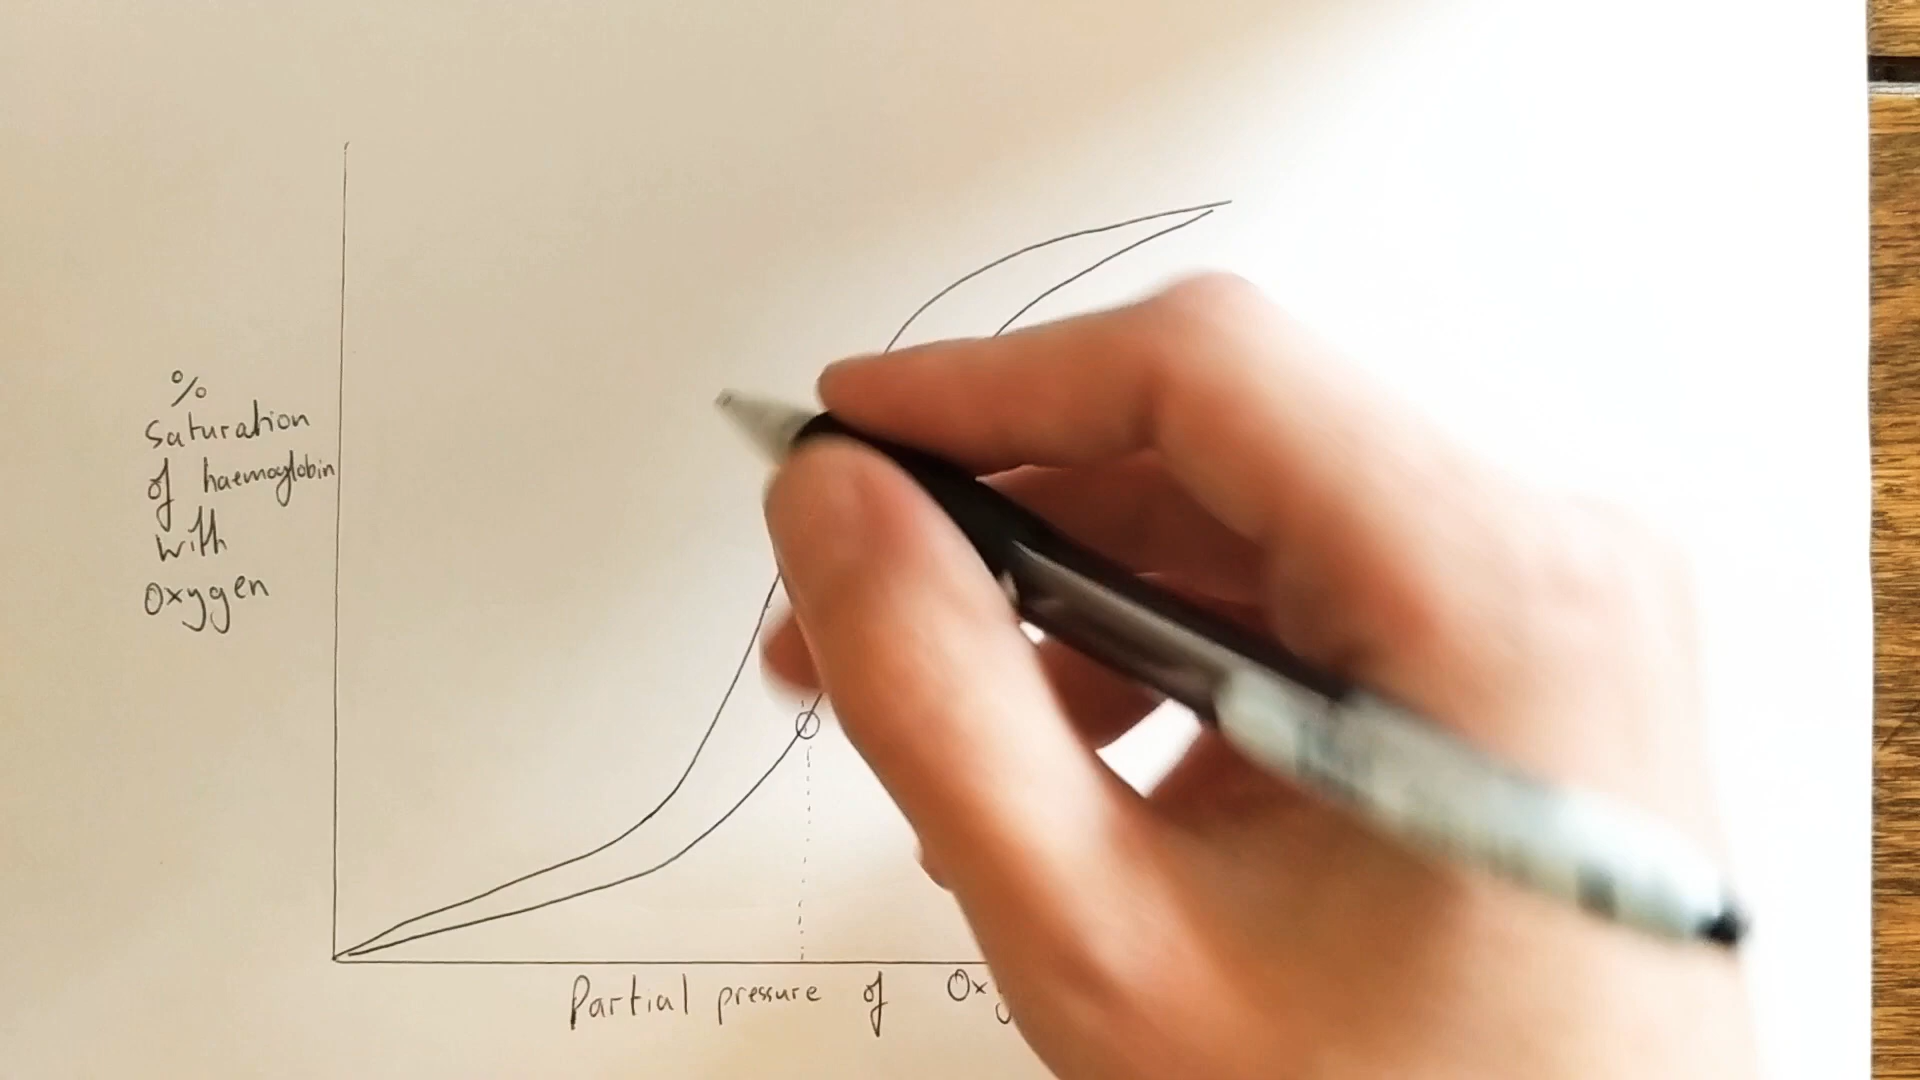 %
Saturation
of haemoglobin
with
Oxygen
Partial pressure of